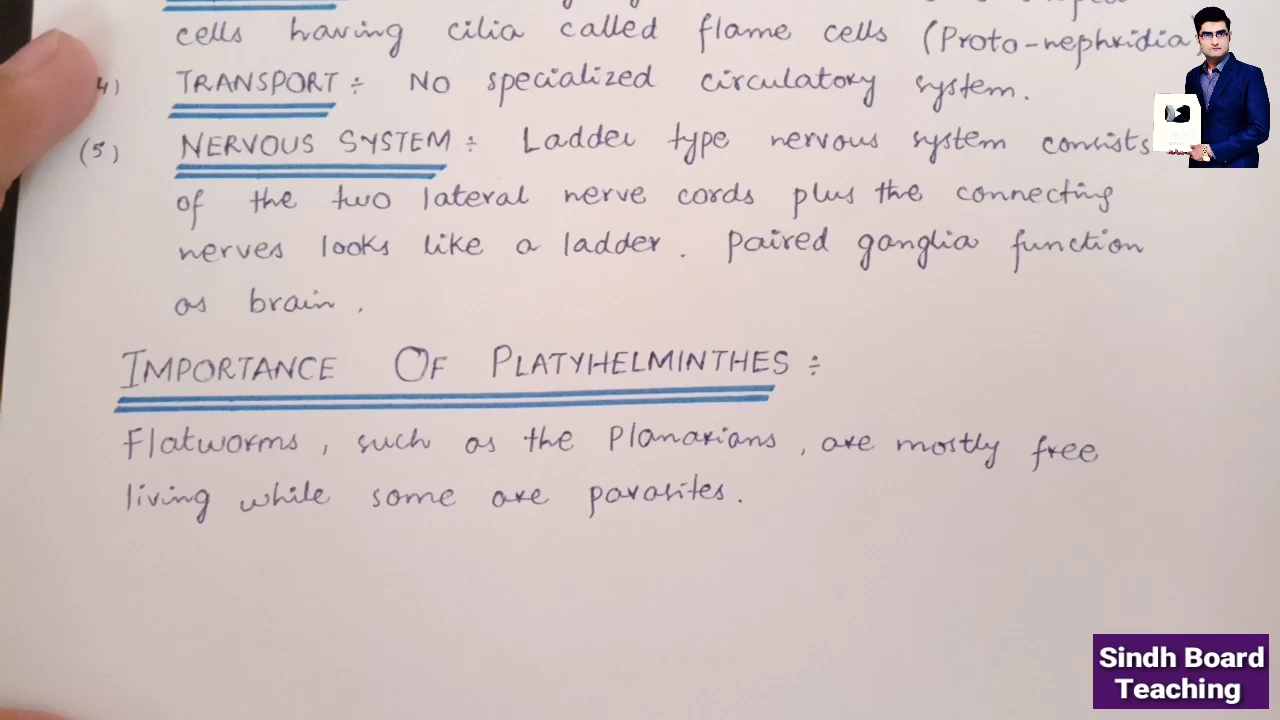 cells having cilia called flame cells (Proto-nephridia)
4) TRANSPORT ÷ No specialized circulatory system.
(5) NERVOUS SYSTEM ÷ Ladder type nervous system consists
of the two lateral nerve cords plus the connecting
nerves looks like a ladder. Paired ganglia function
as brain.
IMPORTANCE OF PLATYHELMINTHES ÷
Flatworms, such as the Planarians, are mostly free
living while some are parasites.
Sindh Board
Teaching